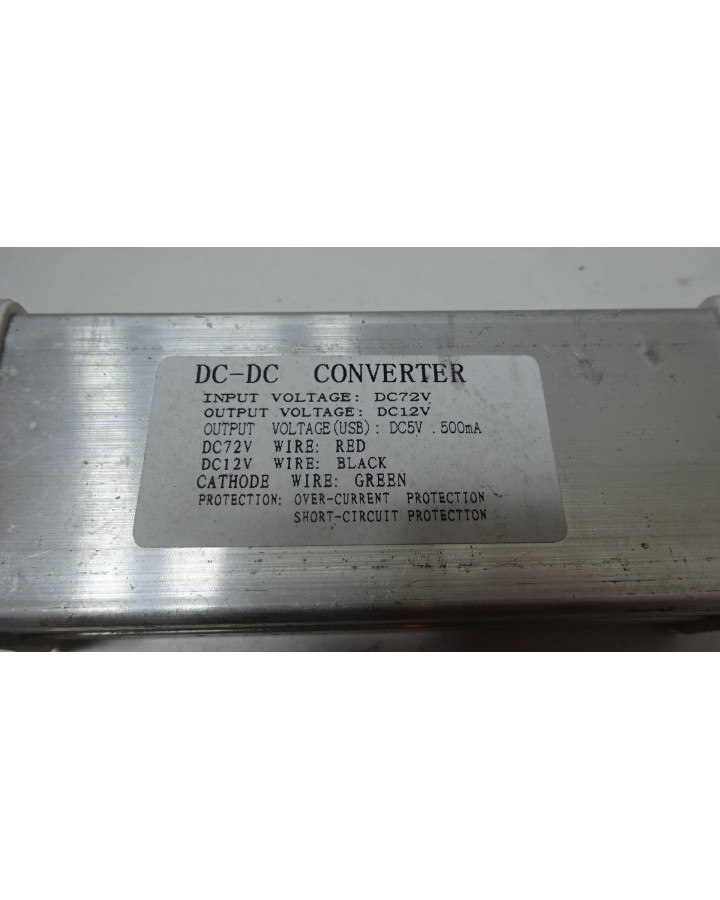 DC-DC CONVERTER
INPUT VOLTAGE: DC72V
OUTPUT VOLTAGE: DC12V
OUTPUT VOLTAGE(USB): DC5V .500mA
DC72V WIRE: RED
DC12V WIRE: BLACK
CATHODE WIRE: GREEN
PROTECTION: OVER-CURRENT PROTECTION
SHORT-CIRCUIT PROTECTION